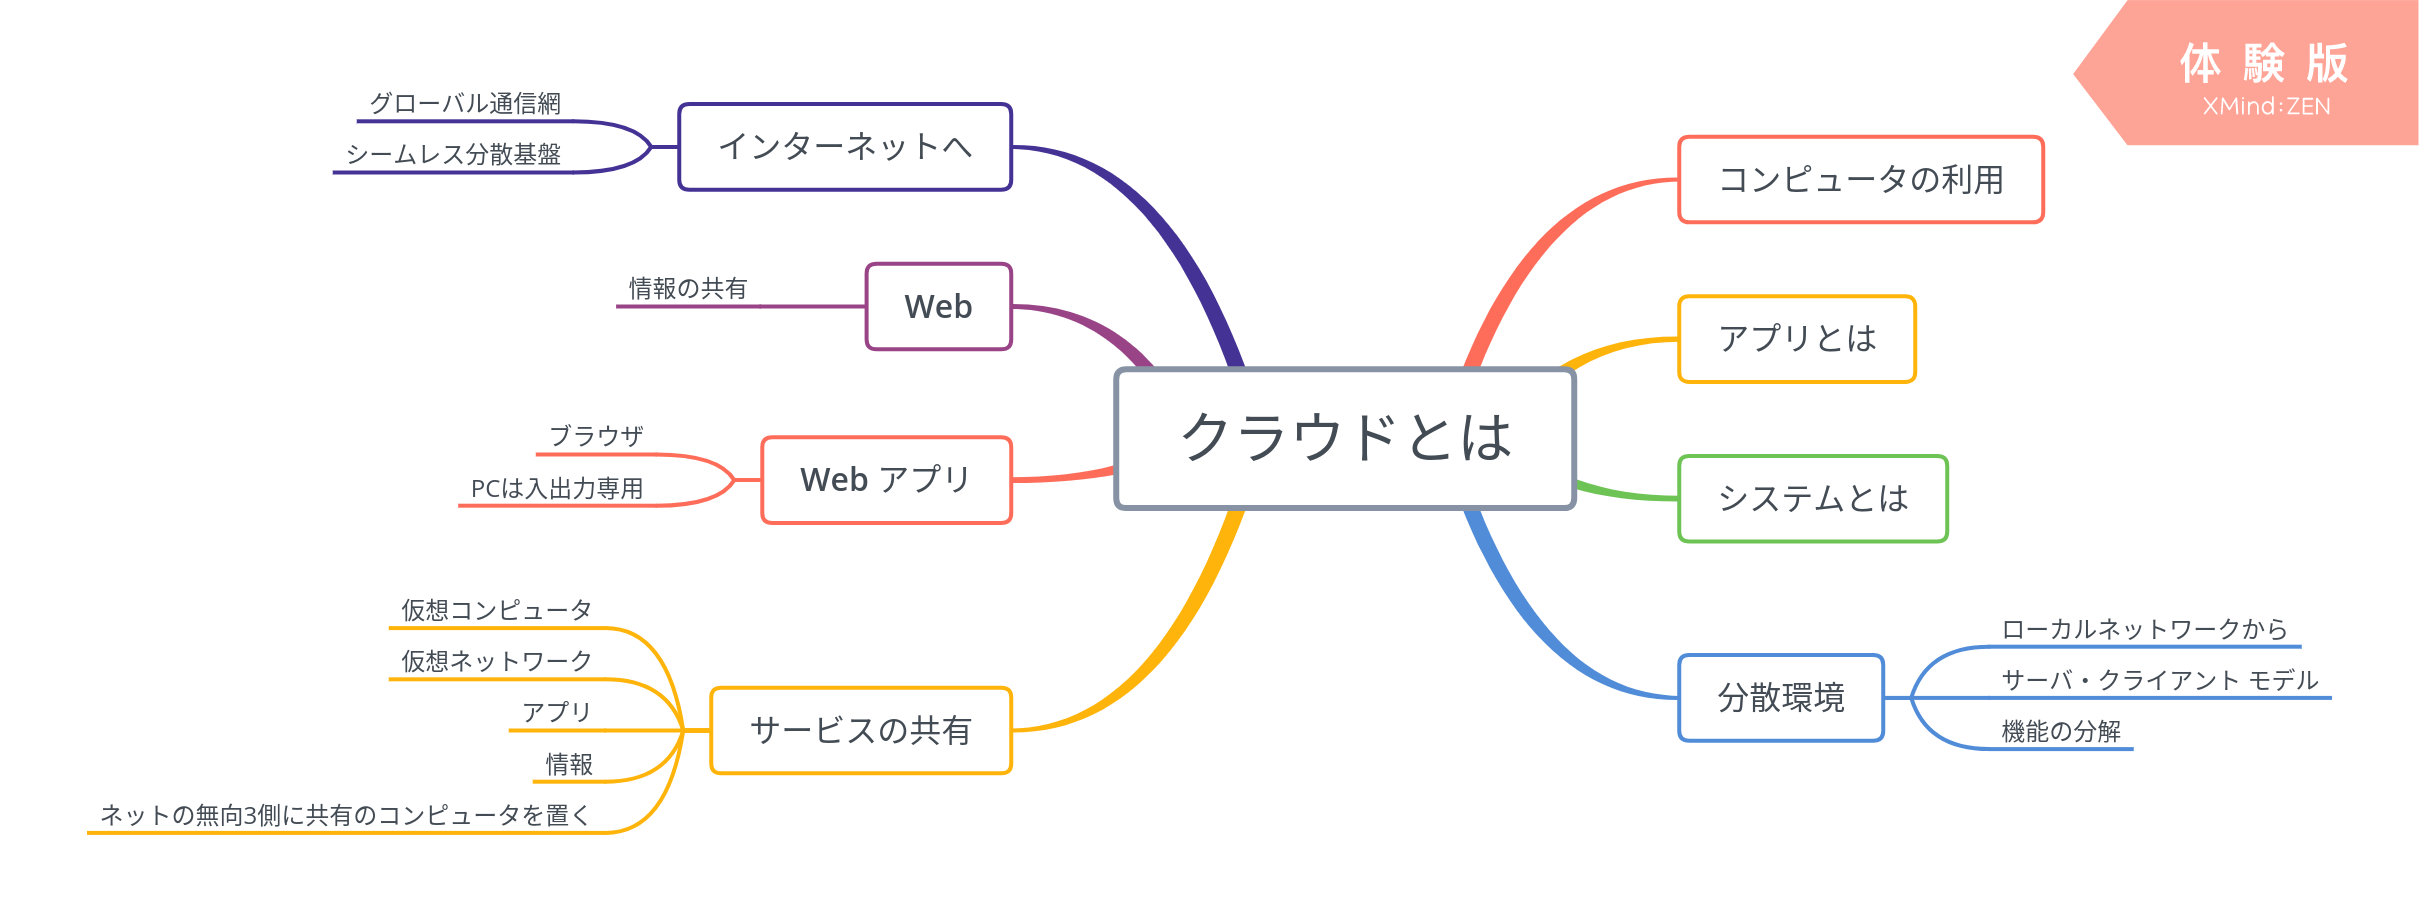 体験版
XMind:ZEN
クラウドとは
コンピュータの利用
アプリとは
システムとは
分散環境
ローカルネットワークから
サーバ・クライアント モデル
機能の分解
インターネットへ
グローバル通信網
シームレス分散基盤
Web
情報の共有
Web アプリ
ブラウザ
PCは入出力専用
サービスの共有
仮想コンピュータ
仮想ネットワーク
アプリ
情報
ネットの無向3側に共有のコンピュータを置く